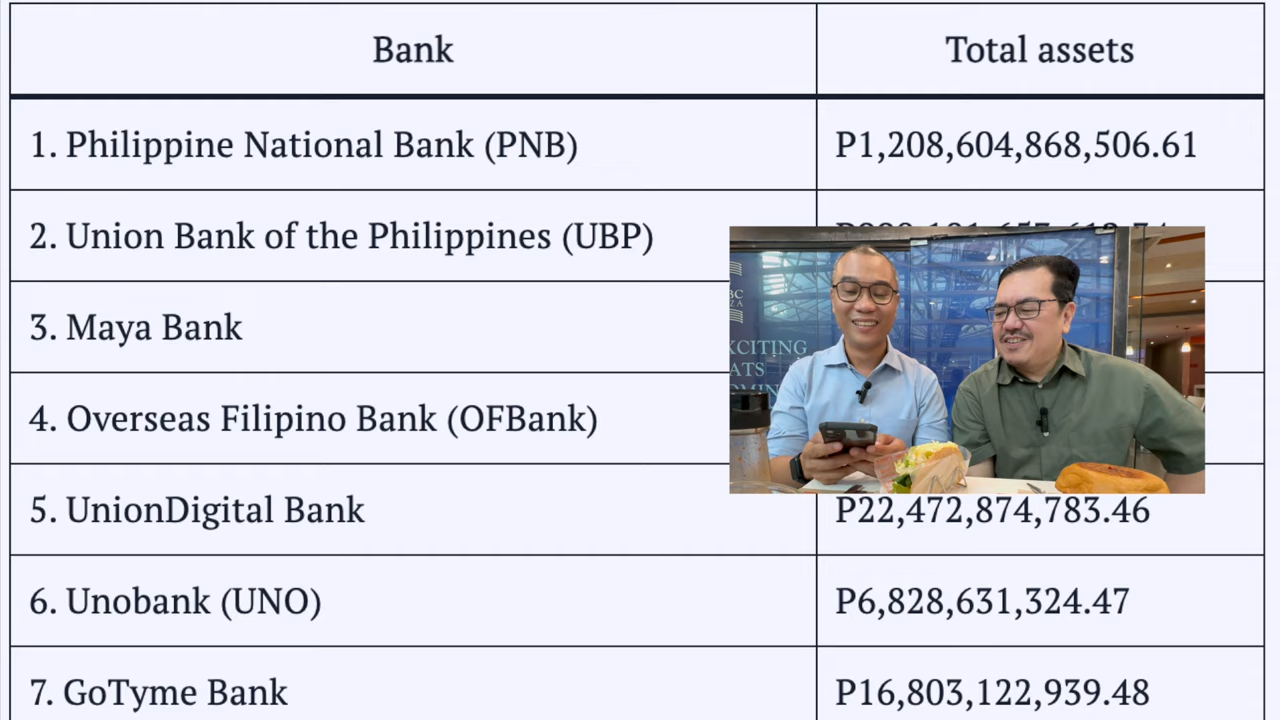 Bank Total assets
1. Philippine National Bank (PNB) P1,208,604,868,506.61
2. Union Bank of the Philippines (UBP)
3. Maya Bank
4. Overseas Filipino Bank (OFBank)
5. UnionDigital Bank P22,472,874,783.46
6. Unobank (UNO) P6,828,631,324.47
7. GoTyme Bank P16,803,122,939.48